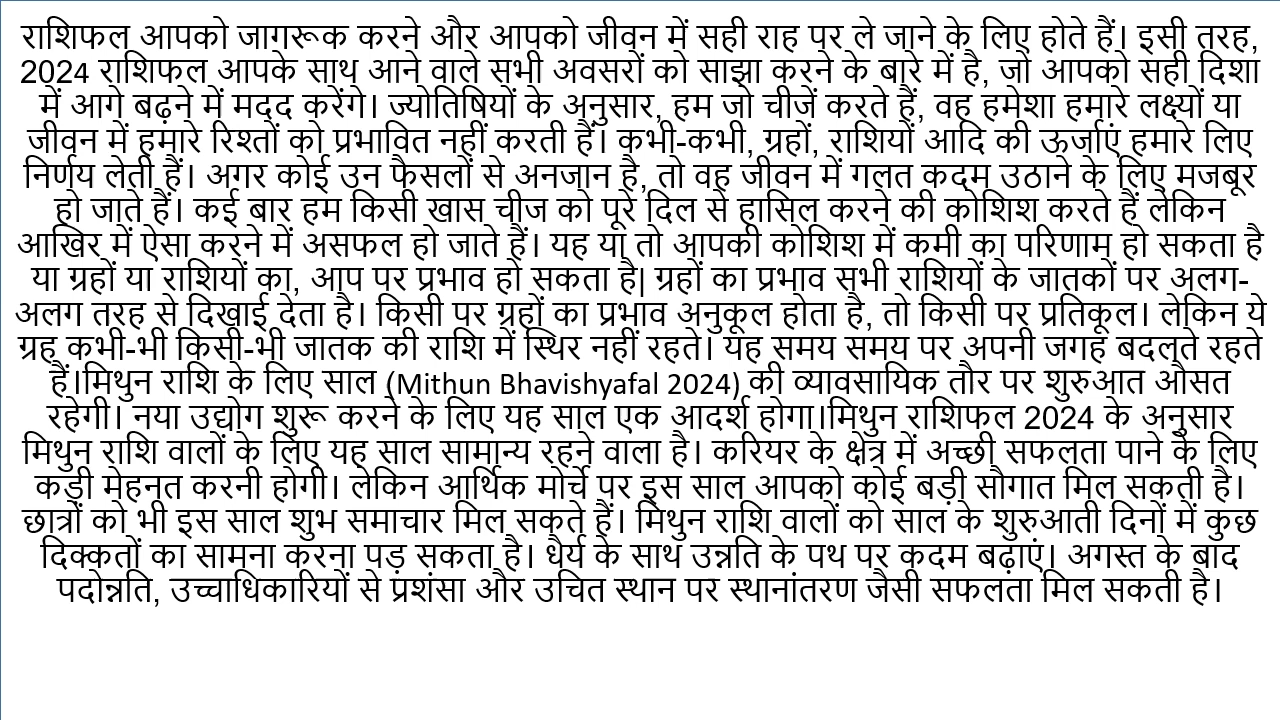 राशिफल आपको जागरूक करने और आपको जीवन में सही राह पर ले जाने के लिए होते हैं। इसी तरह,
2024 राशिफल आपके साथ आने वाले सभी अवसरों को साझा करने के बारे में है, जो आपको सही दिशा
में आगे बढ़ने में मदद करेंगे। ज्योतिषियों के अनुसार, हम जो चीजें करते हैं, वह हमेशा हमारे लक्ष्यों या
जीवन में हमारे रिश्तों को प्रभावित नहीं करती हैं। कभी-कभी, ग्रहों, राशियों आदि की ऊर्जाएं हमारे लिए
निर्णय लेती हैं। अगर कोई उन फैसलों से अनजान है, तो वह जीवन में गलत कदम उठाने के लिए मजबूर
हो जाते हैं। कई बार हम किसी खास चीज को पूरे दिल से हासिल करने की कोशिश करते हैं लेकिन
आखिर में ऐसा करने में असफल हो जाते हैं। यह या तो आपकी कोशिश में कमी का परिणाम हो सकता है
या ग्रहों या राशियों का, आप पर प्रभाव हो सकता है| ग्रहों का प्रभाव सभी राशियों के जातकों पर अलग-
अलग तरह से दिखाई देता है। किसी पर ग्रहों का प्रभाव अनुकूल होता है, तो किसी पर प्रतिकूल। लेकिन ये
ग्रह कभी-भी किसी-भी जातक की राशि में स्थिर नहीं रहते। यह समय समय पर अपनी जगह बदलते रहते
हैं।मिथुन राशि के लिए साल (Mithun Bhavishyafal 2024) की व्यावसायिक तौर पर शुरुआत औसत
रहेगी। नया उद्योग शुरू करने के लिए यह साल एक आदर्श होगा।मिथुन राशिफल 2024 के अनुसार
मिथुन राशि वालों के लिए यह साल सामान्य रहने वाला है। करियर के क्षेत्र में अच्छी सफलता पाने के लिए
कड़ी मेहनत करनी होगी। लेकिन आर्थिक मोर्चे पर इस साल आपको कोई बड़ी सौगात मिल सकती है।
छात्रों को भी इस साल शुभ समाचार मिल सकते हैं। मिथुन राशि वालों को साल के शुरुआती दिनों में कुछ
दिक्कतों का सामना करना पड़ सकता है। धैर्य के साथ उन्नति के पथ पर कदम बढ़ाएं। अगस्त के बाद
पदोन्नति, उच्चाधिकारियों से प्रशंसा और उचित स्थान पर स्थानांतरण जैसी सफलता मिल सकती है।